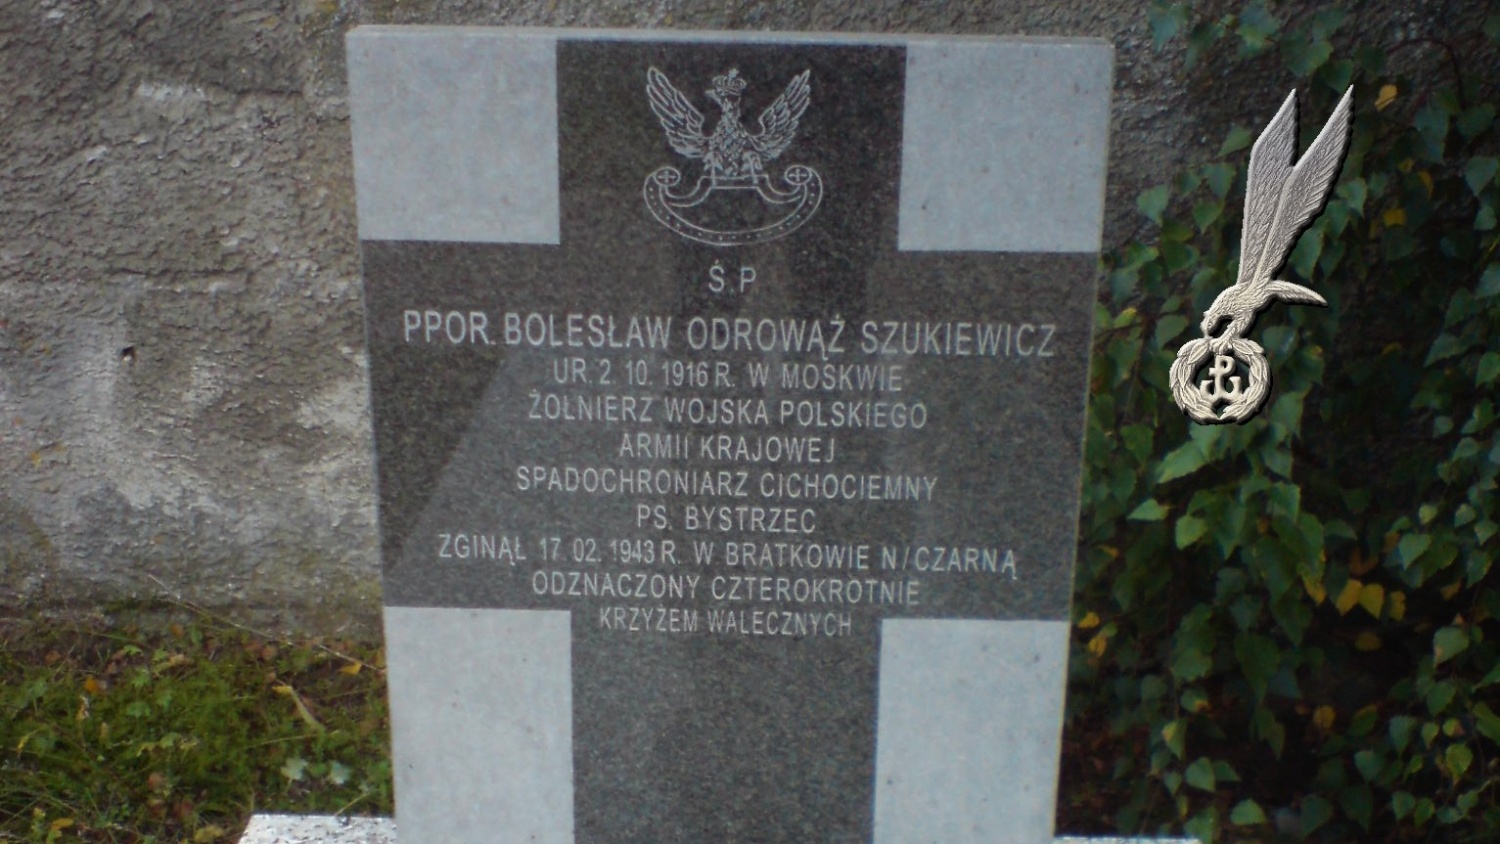 Ś.P
PPOR. BOLESŁAW ODROWĄŻ SZUKIEWICZ
UR. 2. 10. 1916 R. W MOSKWIE
ŻOŁNIERZ WOJSKA POLSKIEGO
ARMII KRAJOWEJ
SPADOCHRONIARZ CICHOCIEMNY
PS. BYSTRZEC
ZGINĄŁ 17. 02. 1943 R. W BRATKOWIE N/CZARNĄ
ODZNACZONY CZTEROKROTNIE
KRZYŻEM WALECZNYCH